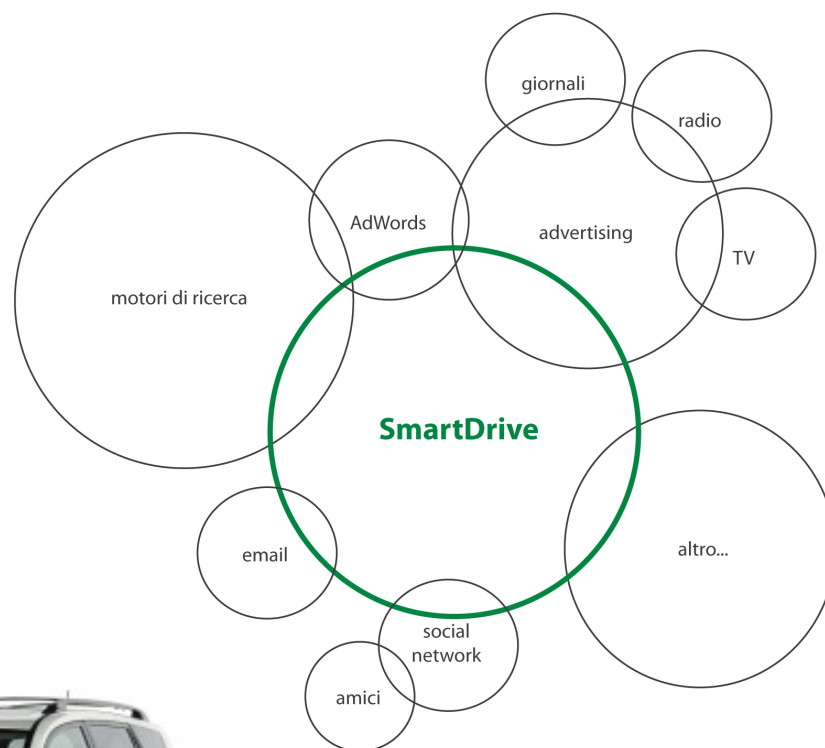 giornali
radio
AdWords
advertising
TV
motori di ricerca
SmartDrive
email
altro...
social
network
amici